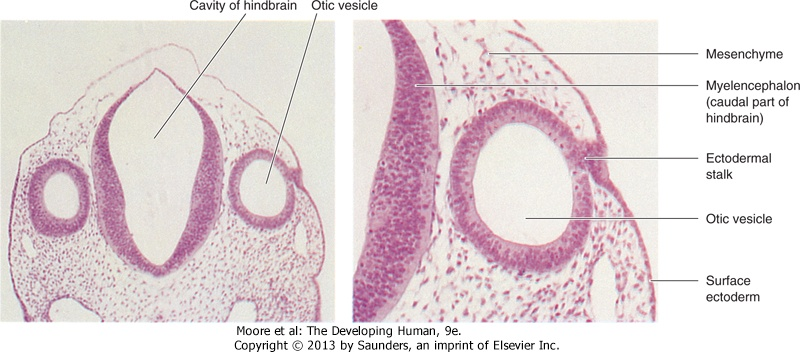 Cavity of hindbrain
Otic vesicle
Mesenchyme
Myelencephalon
(caudal part of
hindbrain)
Ectodermal
stalk
Otic vesicle
Surface
ectoderm
Moore et al: The Developing Human, 9e.
Copyright © 2013 by Saunders, an imprint of Elsevier Inc.